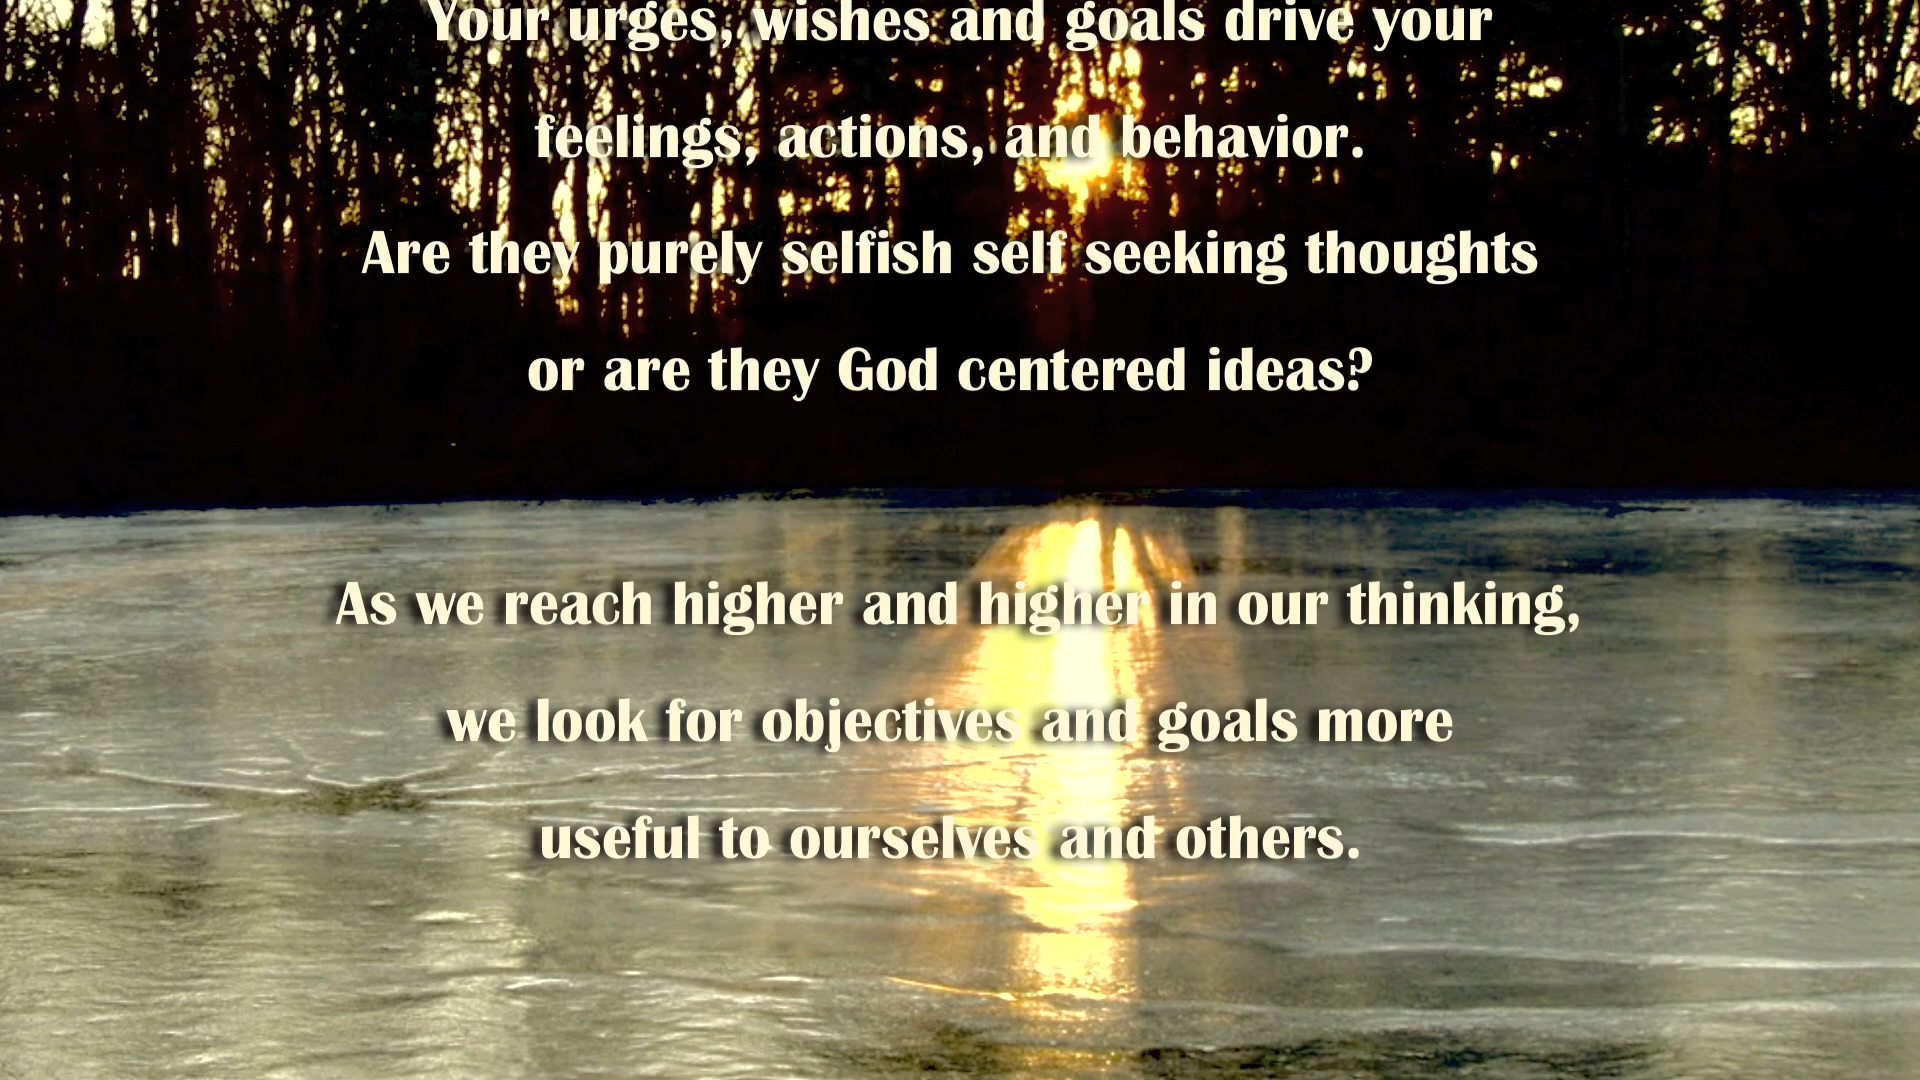 Your urges, wishes and goals drive your
feelings, actions, and behavior.
Are they purely selfish self seeking thoughts
or are they God centered ideas?
As we reach higher and higher in our thinking,
we look for objectives and goals more
useful to ourselves and others.